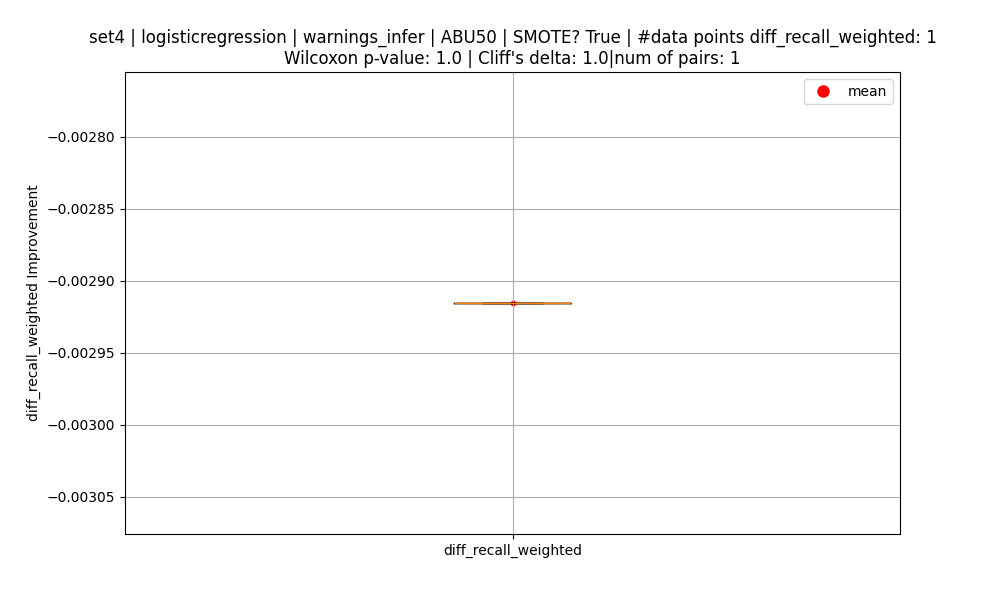 set4 | logisticregression | warnings_infer | ABU50 | SMOTE? True | #data points diff_recall_weighted: 1
Wilcoxon p-value: 1.0 | Cliff's delta: 1.0|num of pairs: 1
mean
−0.00280
−0.00285
−0.00290
−0.00295
−0.00300
−0.00305
diff_recall_weighted Improvement
diff_recall_weighted